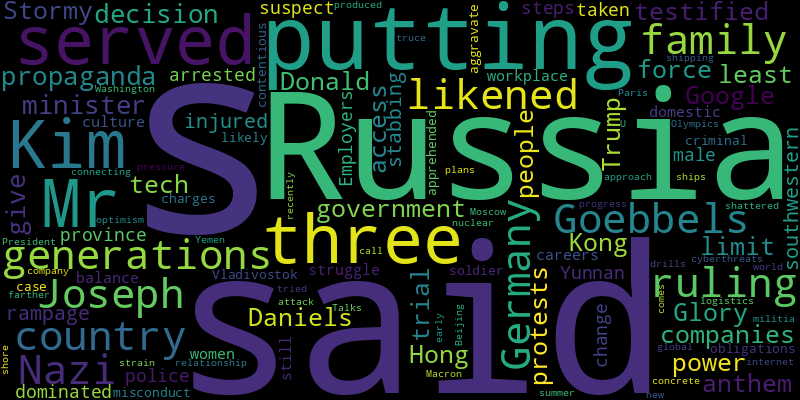 Stormy
decision
suspect
produced
steps
taken
testified
served
putting
truce
aggravate
contentious
family
propaganda
arrested
Donald
workplace
force
least
shipping
Washington
minister
culture
injured
likely
Employers
access
stabbing
likened
Paris
Google
domestic
Kim
S
Russia
people
Trump
EU
Olympics
criminal
male
southwestern
apprehended
plans
approach
ships
shattered
connecting
pressure
give
Mr
tech
charges
recently
optimism
government
Moscow
nuclear
Germany
progress
Goebbels
President
province
Yemen
three
call
Kong
limit
generations
company
case
balance
Vladivostok
struggle
soldier
careers
drills
cyberthreats
world
farther
Joseph
tried
attack
Talks
said
trial
early
Beijing
protests
Yunnan
change
comes
ruling
logistics
rampage
Daniels
Glory
militia
country
women
still
Hong
companies
global
obligations
shore
Nazi
strain
relationship
police
Macron
power
internet
concrete
anthem
dominated
misconduct
summer
new